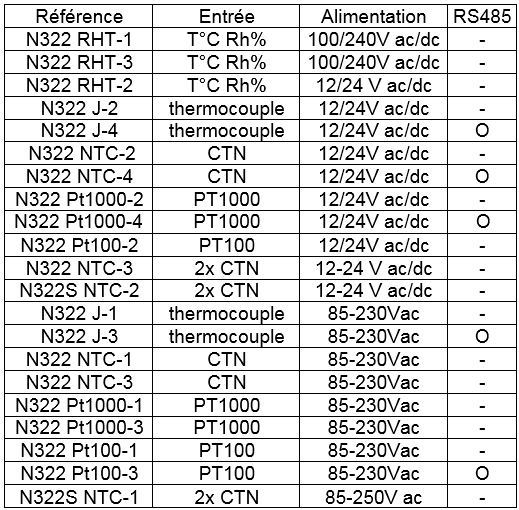 Référence Entrée Alimentation RS485
N322 RHT-1 T°C Rh% 100/240V ac/dc -
N322 RHT-3 T°C Rh% 100/240V ac/dc -
N322 RHT-2 T°C Rh% 12/24 V ac/dc -
N322 J-2 thermocouple 12/24V ac/dc -
N322 J-4 thermocouple 12/24V ac/dc O
N322 NTC-2 CTN 12/24V ac/dc -
N322 NTC-4 CTN 12/24V ac/dc O
N322 Pt1000-2 PT1000 12/24V ac/dc -
N322 Pt1000-4 PT1000 12/24V ac/dc O
N322 Pt100-2 PT100 12/24V ac/dc -
N322 NTC-3 2x CTN 12-24 V ac/dc -
N322S NTC-2 2x CTN 12-24 V ac/dc -
N322 J-1 thermocouple 85-230Vac -
N322 J-3 thermocouple 85-230Vac O
N322 NTC-1 CTN 85-230Vac -
N322 NTC-3 CTN 85-230Vac -
N322 Pt1000-1 PT1000 85-230Vac -
N322 Pt1000-3 PT1000 85-230Vac -
N322 Pt100-1 PT100 85-230Vac -
N322 Pt100-3 PT100 85-230Vac O
N322S NTC-1 2x CTN 85-250V ac -